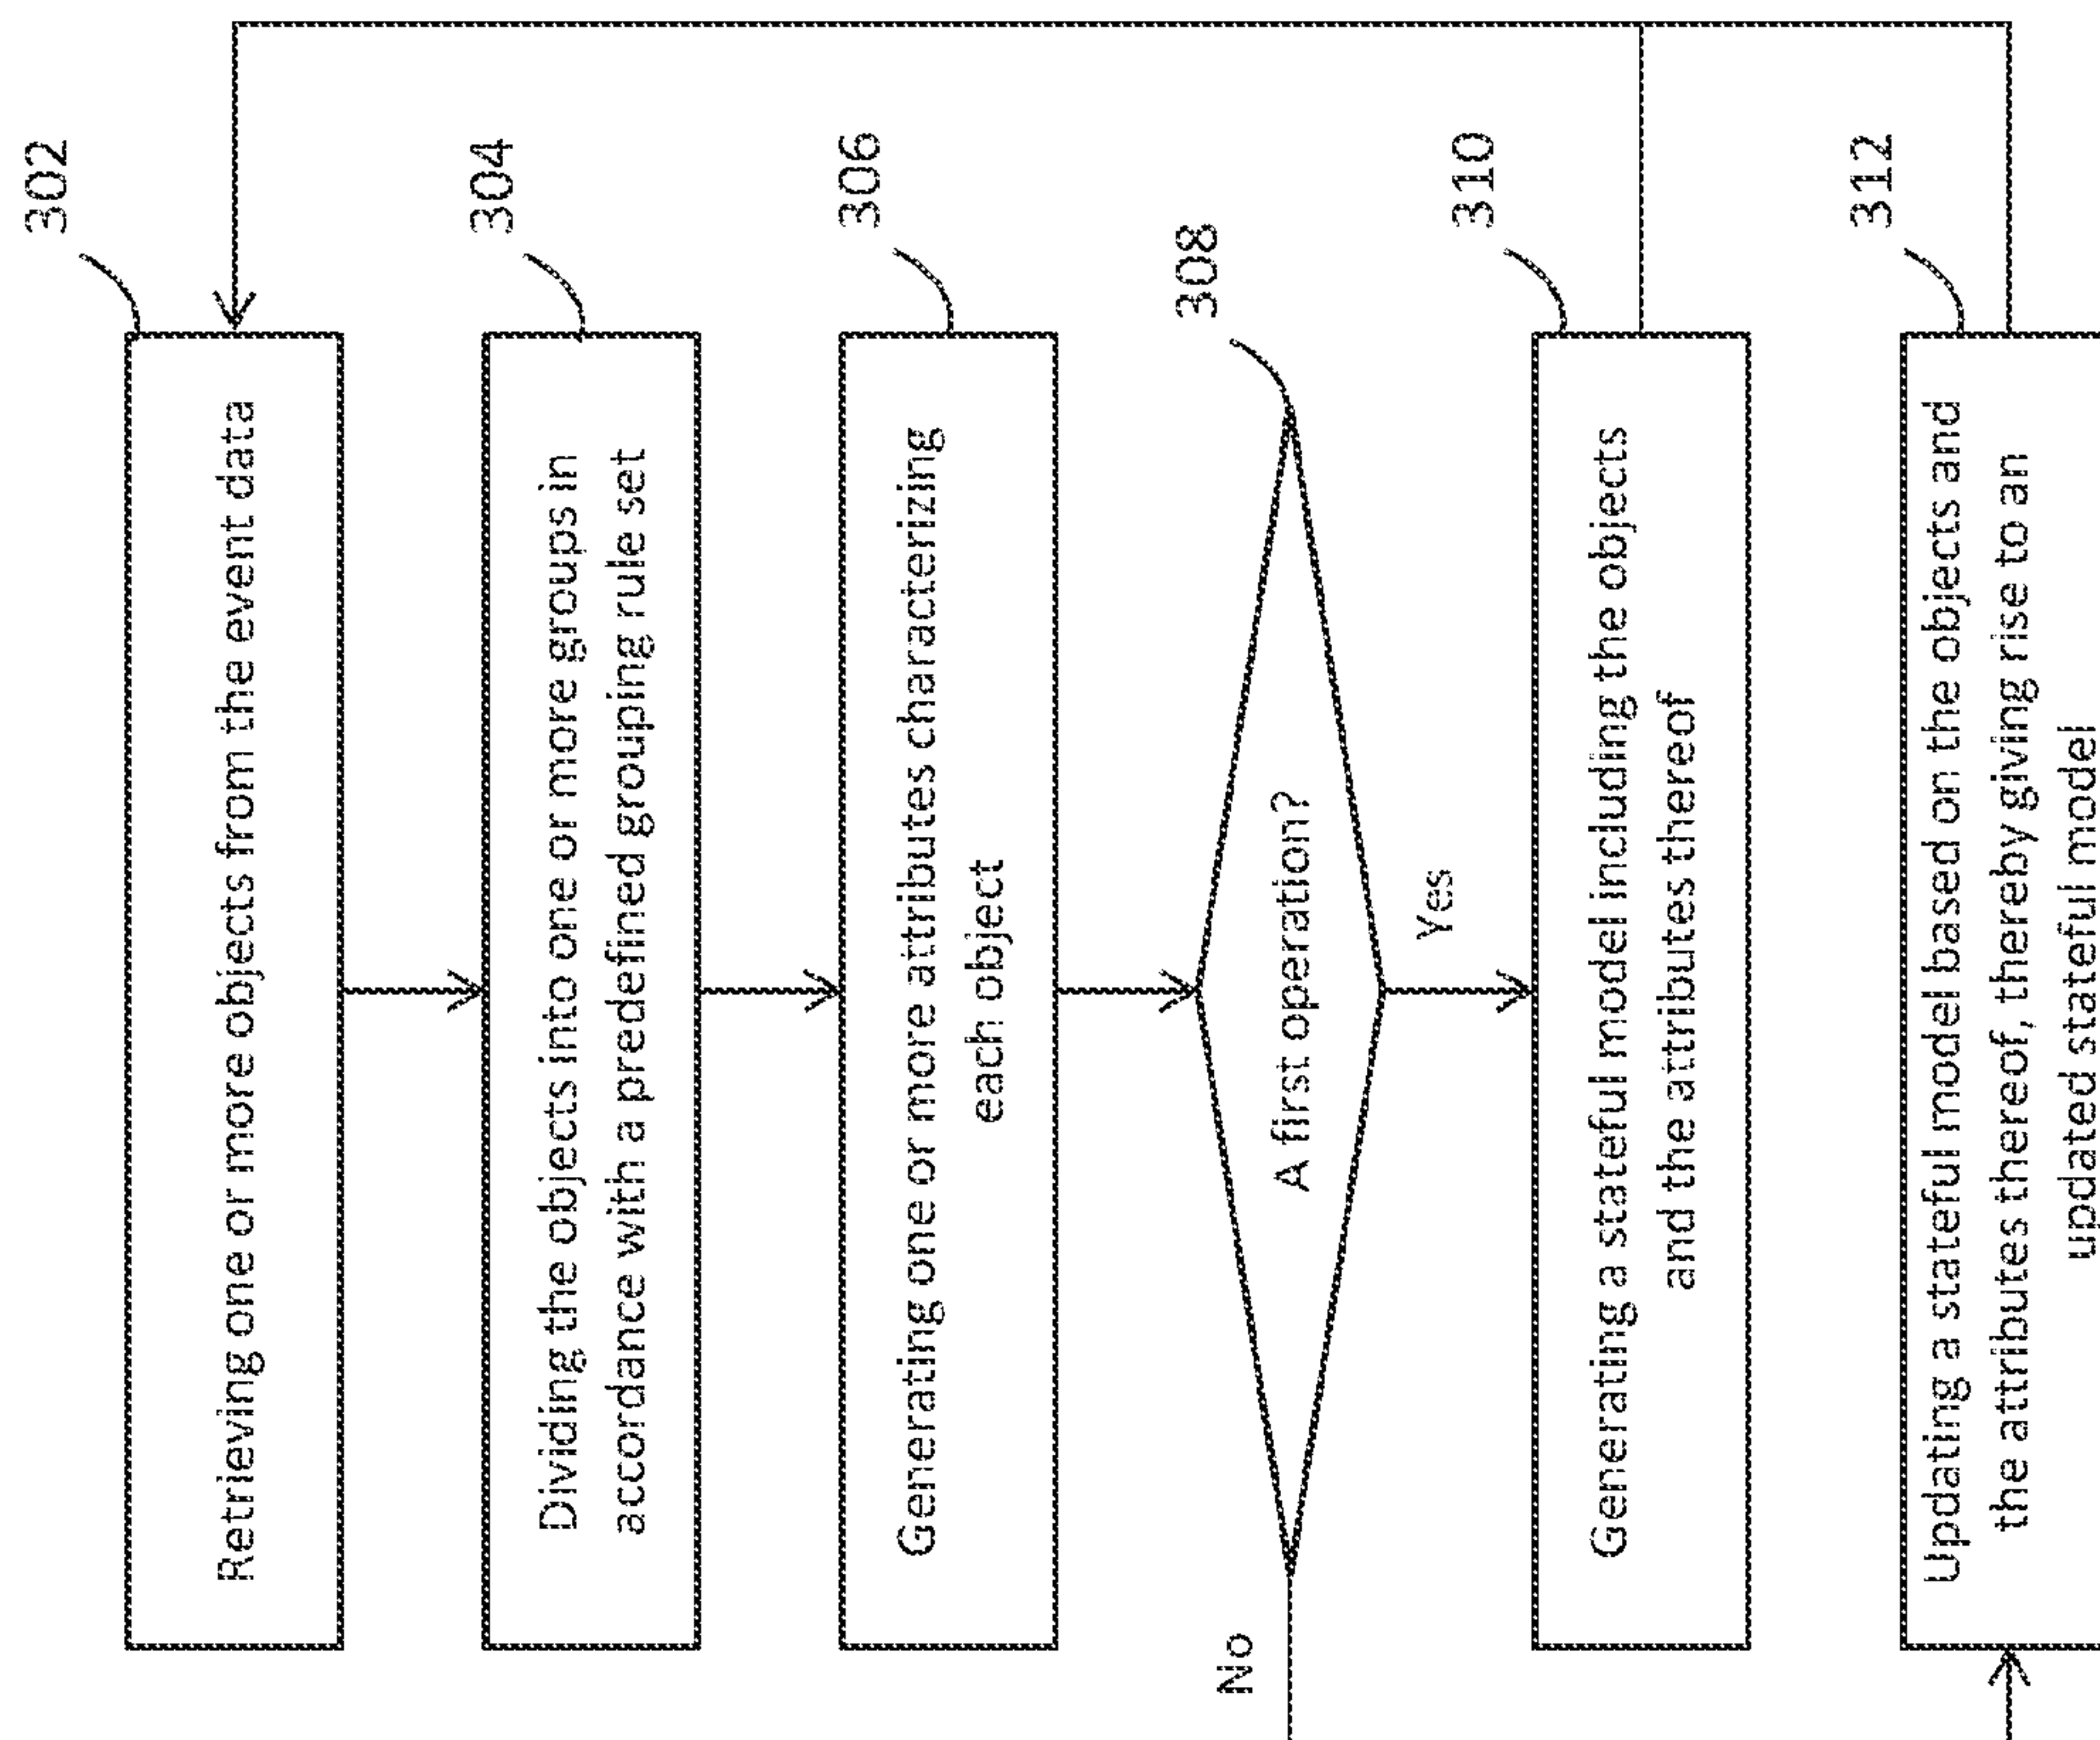 302
Retrieving one or more objects from the event data
304
Dividing the objects into one or more groups in
accordance with a predefined grouping rule set
306
Generating one or more attributes characterizing
each object
308
A first operation?
No
Yes
310
Generating a stateful model including the objects
and the attributes thereof
312
Updating a stateful model based on the objects and
the attributes thereof, thereby giving rise to an
updated stateful model